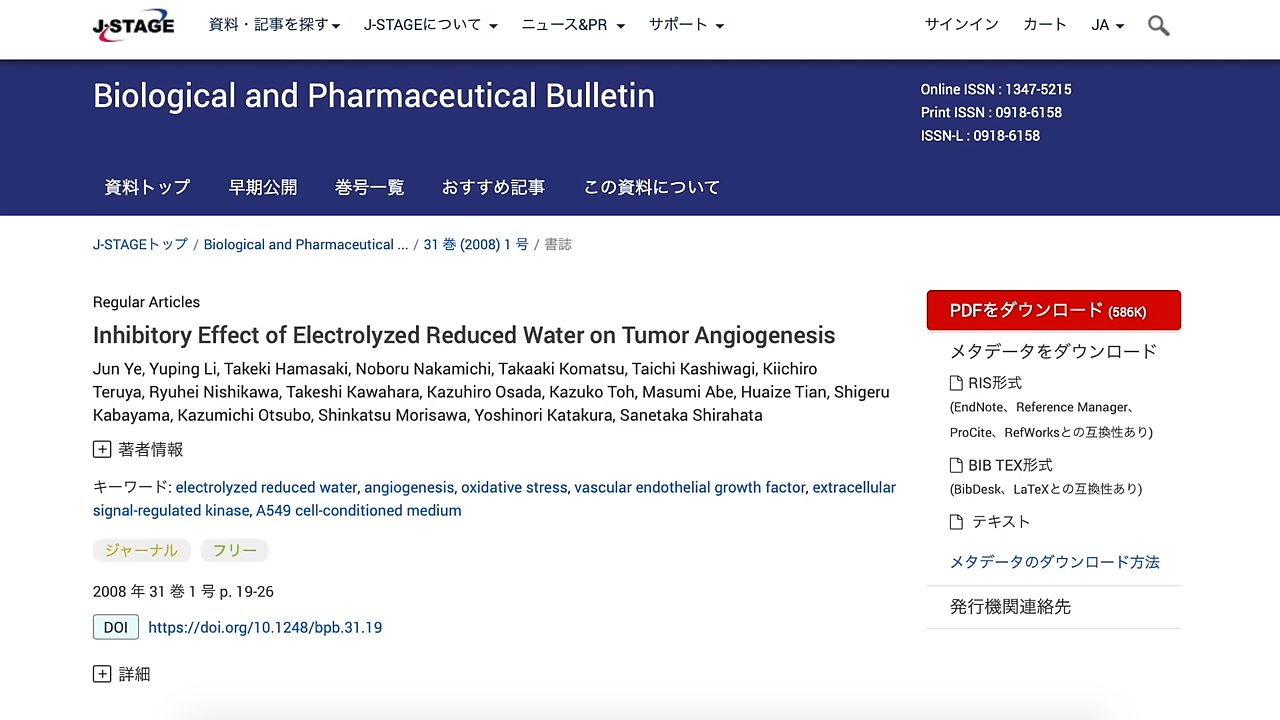 J-STAGE 資料・記事を探す J-STAGEについて ニュース&PR サポート サインイン カート JA
Biological and Pharmaceutical Bulletin
Online ISSN : 1347-5215
Print ISSN : 0918-6158
ISSN-L : 0918-6158
資料トップ 早期公開 巻号一覧 おすすめ記事 この資料について
J-STAGEトップ / Biological and Pharmaceutical ... / 31 巻 (2008) 1 号 / 書誌
Regular Articles
Inhibitory Effect of Electrolyzed Reduced Water on Tumor Angiogenesis
Jun Ye, Yuping Li, Takeki Hamasaki, Noboru Nakamichi, Takaaki Komatsu, Taichi Kashiwagi, Kiichiro
Teruya, Ryuhei Nishikawa, Takeshi Kawahara, Kazuhiro Osada, Kazuko Toh, Masumi Abe, Huaize Tian, Shigeru
Kabayama, Kazumichi Otsubo, Shinkatsu Morisawa, Yoshinori Katakura, Sanetaka Shirahata
著者情報
キーワード: electrolyzed reduced water, angiogenesis, oxidative stress, vascular endothelial growth factor, extracellular
signal-regulated kinase, A549 cell-conditioned medium
ジャーナル フリー
2008 年 31 巻 1 号 p. 19-26
DOI https://doi.org/10.1248/bpb.31.19
詳細
PDFをダウンロード (586K)
メタデータをダウンロード
RIS形式
(EndNote、Reference Manager、
ProCite、RefWorksとの互換性あり)
BIB TEX形式
(BibDesk、LaTeXとの互換性あり)
テキスト
メタデータのダウンロード方法
発行機関連絡先